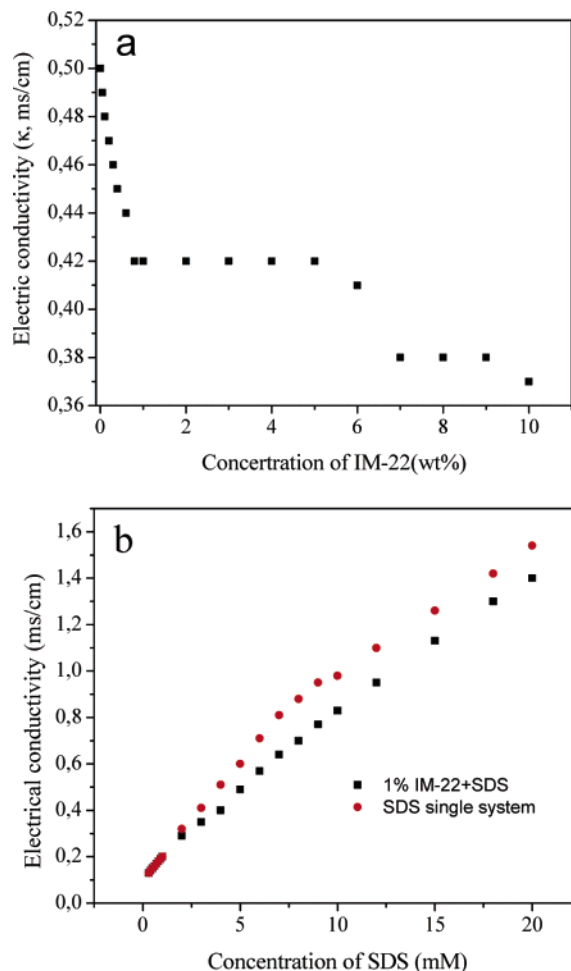 a
0,52
0,50
0,48
0,46
0,44
0,42
0,40
0,38
0,36
Electric conductivity (κ, ms/cm)
0 2 4 6 8 10
Concertration of IM-22(wt%)
b
1,6
1,4
1,2
1,0
0,8
0,6
0,4
0,2
0,0
Electrical conductivity (ms/cm)
1% IM-22+SDS
SDS single system
0 5 10 15 20
Concentration of SDS (mM)